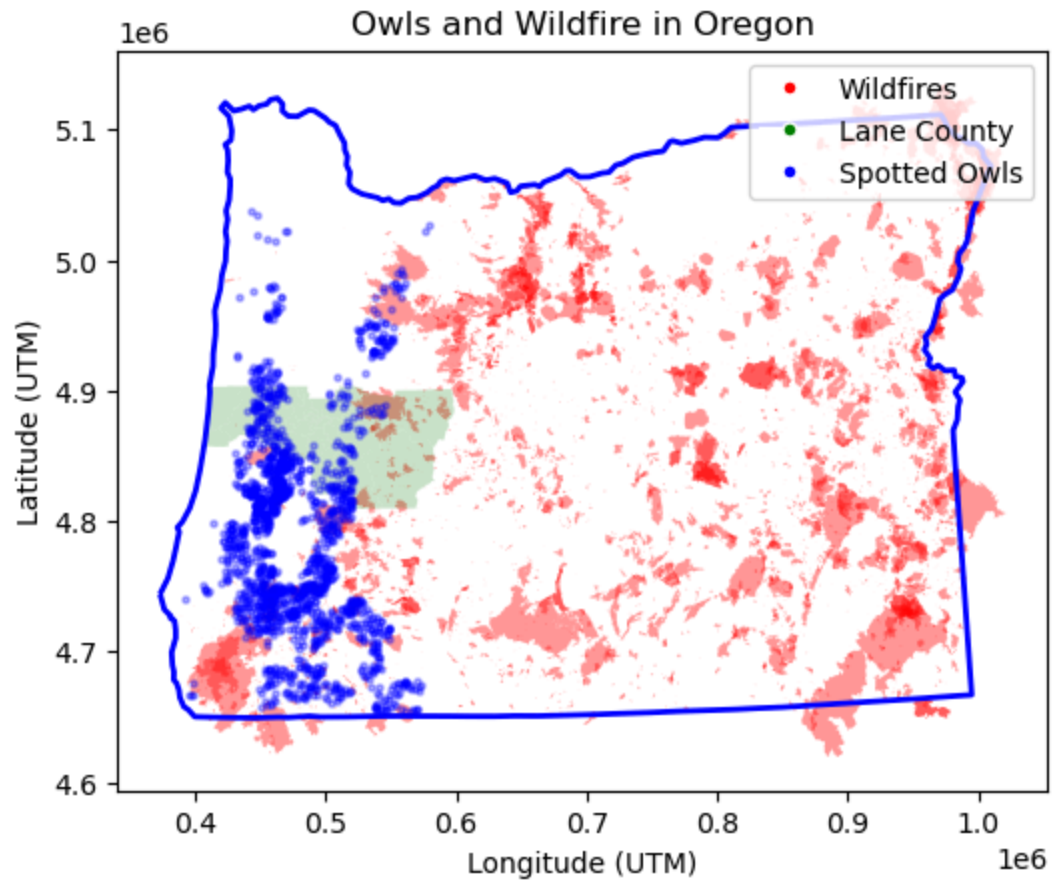 Owls and Wildfire in Oregon
1e6
Wildfires
Lane County
Spotted Owls
5.1
5.0
4.9
4.8
4.7
4.6
Latitude (UTM)
0.4 0.5 0.6 0.7 0.8 0.9 1.0
1e6
Longitude (UTM)